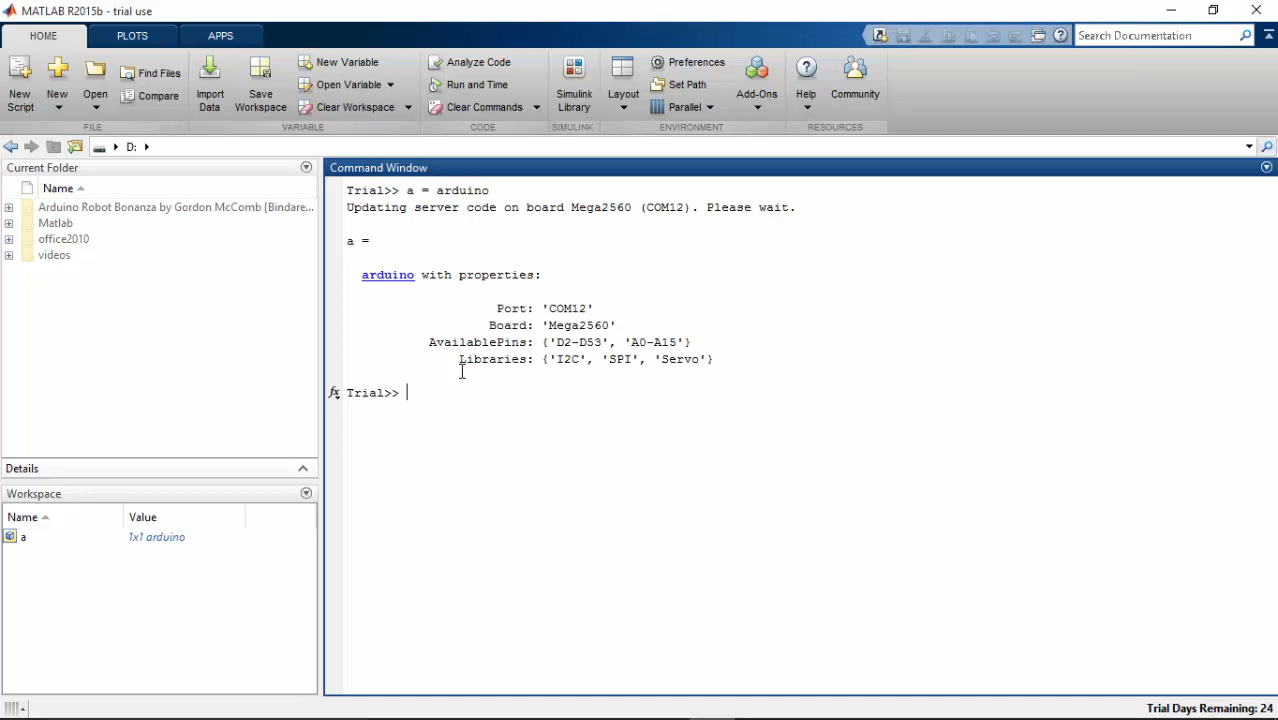 MATLAB R2015b - trial use
HOME PLOTS APPS
Search Documentation
New Script
New
Open
Find Files
Compare
FILE
Import Data
Save Workspace
New Variable
Open Variable
Clear Workspace
VARIABLE
Analyze Code
Run and Time
Clear Commands
CODE
Simulink Library
SIMULINK
Layout
Preferences
Set Path
Parallel
Add-Ons
ENVIRONMENT
Help
Community
RESOURCES
D:
Current Folder
Name
Arduino Robot Bonanza by Gordon McComb {Bindare...
Matlab
office2010
videos
Details
Workspace
Name Value
a 1x1 arduino
Command Window
Trial>> a = arduino
Updating server code on board Mega2560 (COM12). Please wait.
a =
arduino with properties:
Port: 'COM12'
Board: 'Mega2560'
AvailablePins: {'D2-D53', 'A0-A15'}
Libraries: {'I2C', 'SPI', 'Servo'}
fx Trial>>
Trial Days Remaining: 24